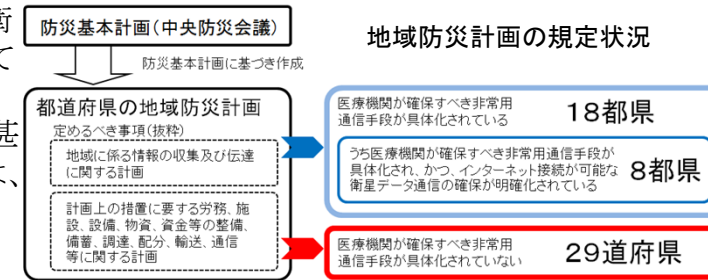 衛
て
甚
は、
防災基本計画(中央防災会議)
防災基本計画に基づき作成
地域防災計画の規定状況
都道府県の地域防災計画
定めるべき事項(抜粋)
地域に係る情報の収集及び伝達
に関する計画
計画上の措置に要する労務、施
設、設備、物資、資金等の整備、
備蓄、調達、配分、輸送、通信
等に関する計画
医療機関が確保すべき非常用
通信手段が具体化されている
18都県
うち医療機関が確保すべき非常用通信手段が
具体化され、かつ、インターネット接続が可能な
衛星データ通信の確保が明確化されている
8都県
医療機関が確保すべき非常用
通信手段が具体化されていない
29道府県